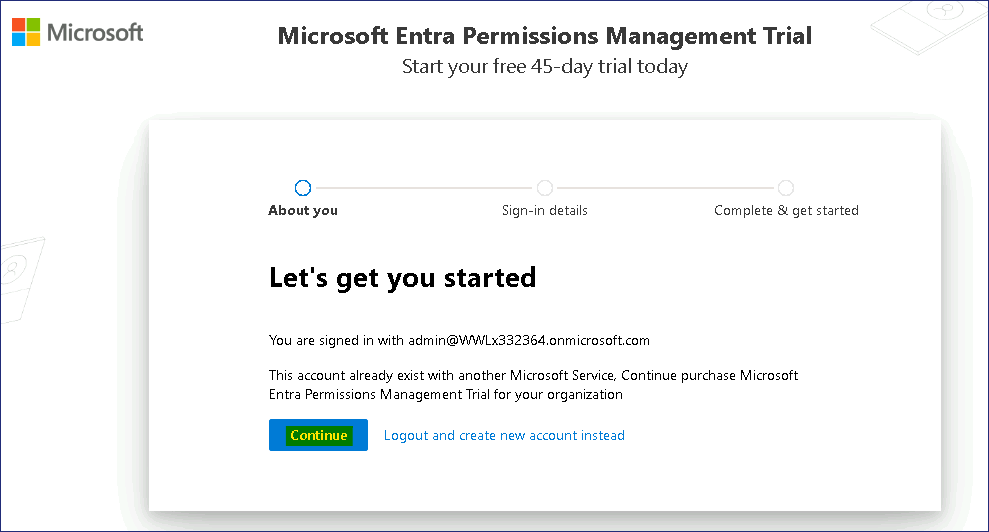 Microsoft
Microsoft Entra Permissions Management Trial
Start your free 45-day trial today
About you
Sign-in details
Complete & get started
Let's get you started
You are signed in with admin@WWLx332364.onmicrosoft.com
This account already exist with another Microsoft Service, Continue purchase Microsoft
Entra Permissions Management Trial for your organization
Continue
Logout and create new account instead